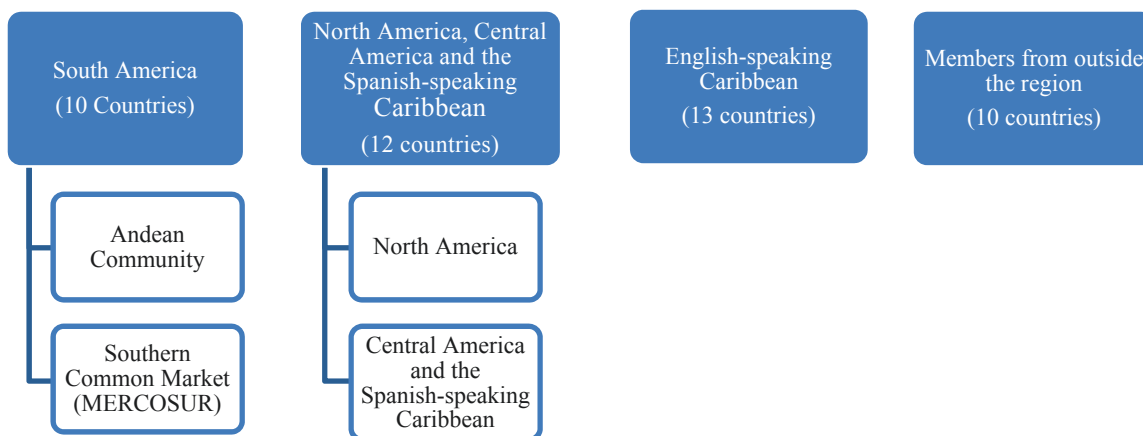 South America
(10 Countries)
Andean
Community
Southern
Common Market
(MERCOSUR)
North America, Central
America and the
Spanish-speaking
Caribbean
(12 countries)
North America
Central America
and the
Spanish-speaking
Caribbean
English-speaking
Caribbean
(13 countries)
Members from outside
the region
(10 countries)